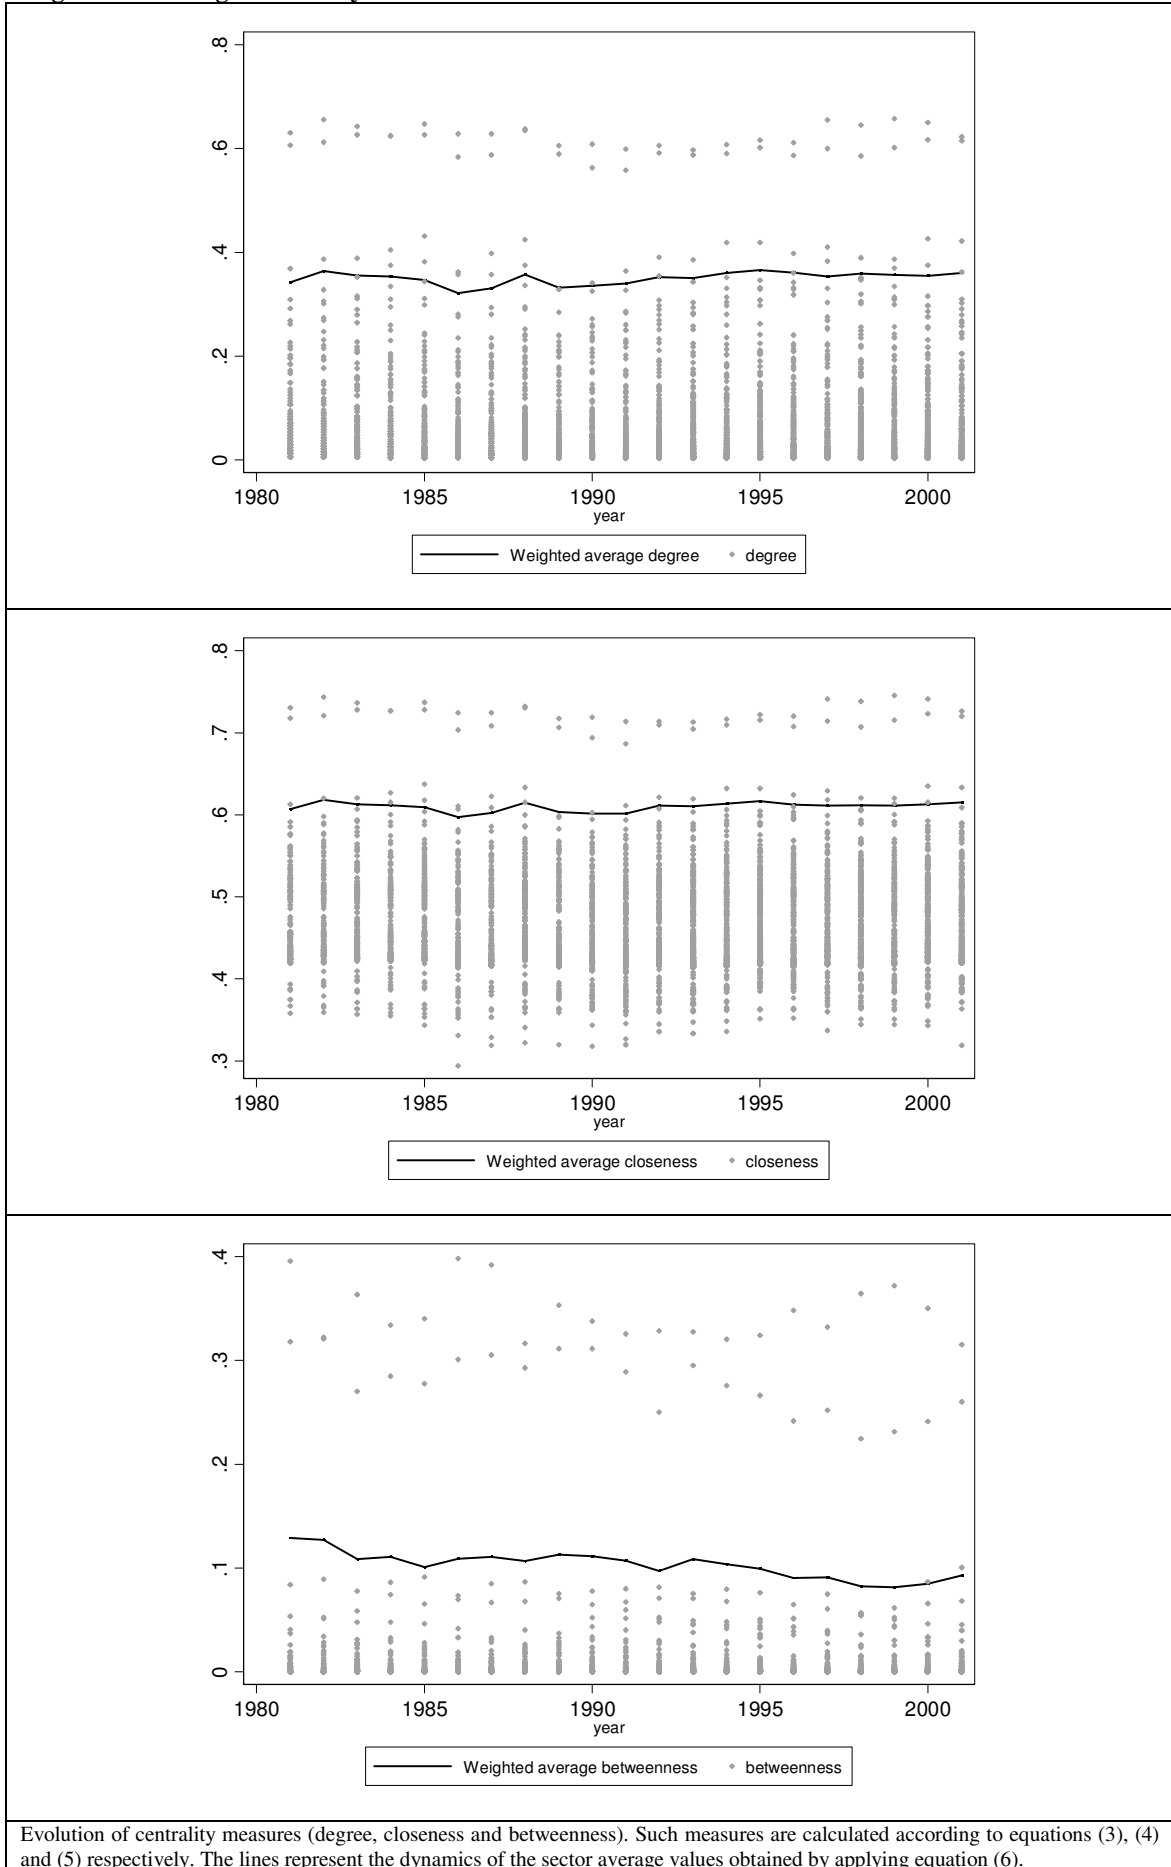 .8
.6
.4
.2
0
1980 1985 1990 1995 2000
year
Weighted average degree degree
.8
.7
.6
.5
.4
.3
1980 1985 1990 1995 2000
year
Weighted average closeness closeness
.4
.3
.2
.1
0
1980 1985 1990 1995 2000
year
Weighted average betweenness betweenness
Evolution of centrality measures (degree, closeness and betweenness). Such measures are calculated according to equations (3), (4)
and (5) respectively. The lines represent the dynamics of the sector average values obtained by applying equation (6).